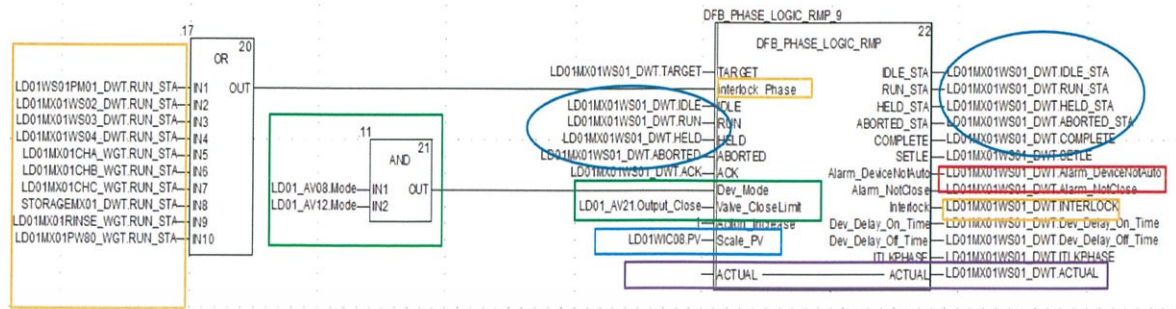 DFB_PHASE_LOGIC_RMP_9
.17
20
OR
LD01WS01PM01_DWT.RUN_STA IN1 OUT
LD01MX01WS02_DWT.RUN_STA IN2
LD01MX01WS03_DWT.RUN_STA IN3
LD01MX01WS04_DWT.RUN_STA IN4
LD01MX01CHA_WGT.RUN_STA IN5
LD01MX01CHB_WGT.RUN_STA IN6
LD01MX01CHC_WGT.RUN_STA IN7
STORAGEMX01_DWT.RUN_STA IN8
LD01MX01RINSE_WGT.RUN_STA IN9
LD01MX01PW80_WGT.RUN_STA IN10
.11
21
AND
LD01_AV08.Mode IN1 OUT
LD01_AV12.Mode IN2
22
DFB_PHASE_LOGIC_RMP
LD01MX01WS01_DWT.TARGET TARGET IDLE_STA LD01MX01WS01_DWT.IDLE_STA
Interlock_Phase RUN_STA LD01MX01WS01_DWT.RUN_STA
LD01MX01WS01_DWT.IDLE IDLE HELD_STA LD01MX01WS01_DWT.HELD_STA
LD01MX01WS01_DWT.RUN RUN ABORTED_STA LD01MX01WS01_DWT.ABORTED_STA
LD01MX01WS01_DWT.HELD HELD COMPLETE LD01MX01WS01_DWT.COMPLETE
LD01MX01WS01_DWT.ABORTED ABORTED SETLE LD01MX01WS01_DWT.SETLE
LD01MX01WS01_DWT.ACK ACK Alarm_DeviceNotAuto LD01MX01WS01_DWT.Alarm_DeviceNotAuto
Dev_Mode Alarm_NotClose LD01MX01WS01_DWT.Alarm_NotClose
LD01_AV21.Output_Close Valve_CloseLimit Interlock LD01MX01WS01_DWT.INTERLOCK
1 Action_Increase Dev_Delay_On_Time LD01MX01WS01_DWT.Dev_Delay_On_Time
LD01WIC08.PV Scale_PV Dev_Delay_Off_Time LD01MX01WS01_DWT.Dev_Delay_Off_Time
ITLKPHASE LD01MX01WS01_DWT.ITLKPHASE
ACTUAL ACTUAL LD01MX01WS01_DWT.ACTUAL